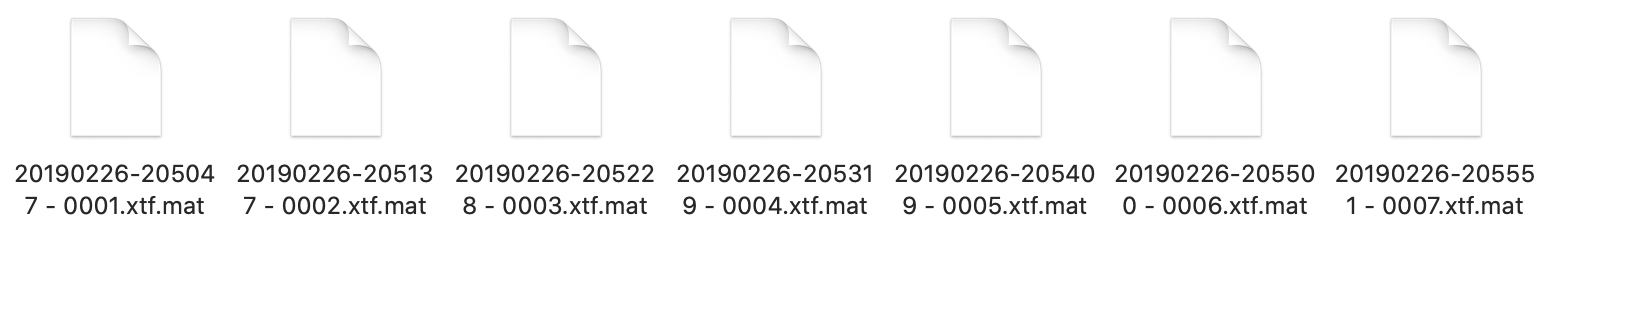 20190226-20504 20190226-20513 20190226-20522 20190226-20531 20190226-20540 20190226-20550 20190226-20555
7 - 0001.xtf.mat 7 - 0002.xtf.mat 8 - 0003.xtf.mat 9 - 0004.xtf.mat 9 - 0005.xtf.mat 0 - 0006.xtf.mat 1 - 0007.xtf.mat